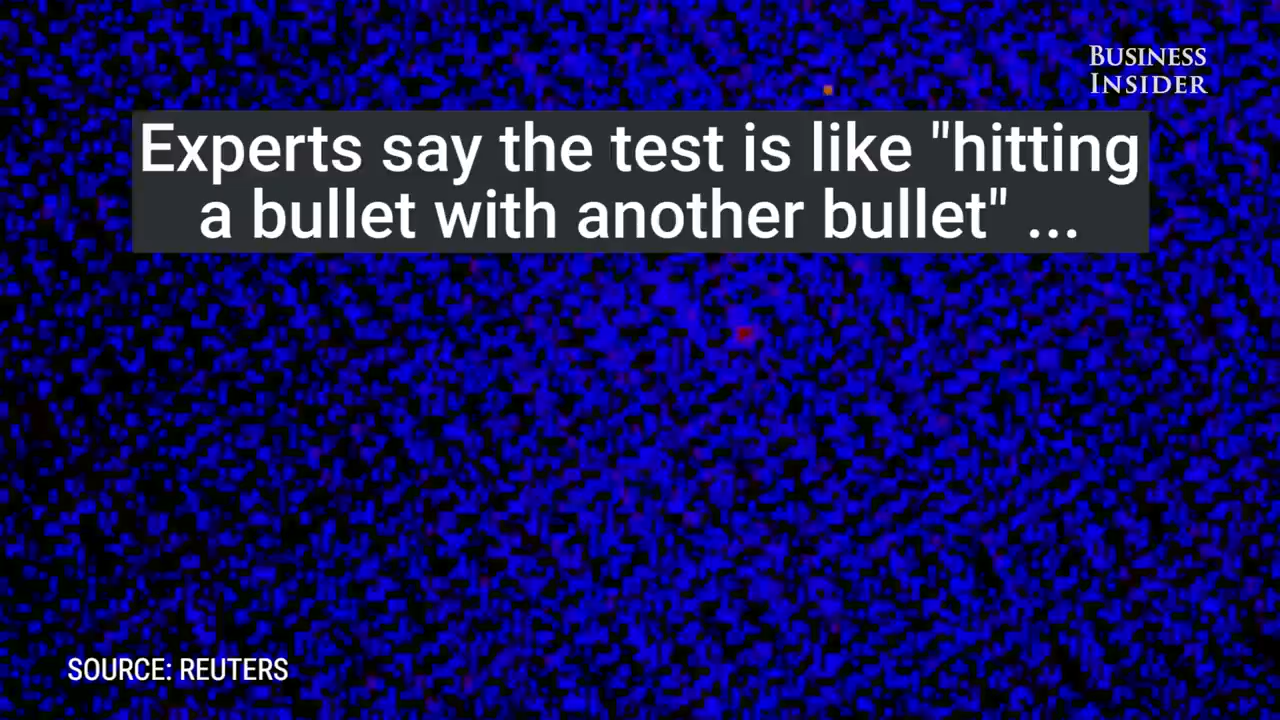 BUSINESS
INSIDER
Experts say the test is like "hitting
a bullet with another bullet" ...
SOURCE: REUTERS